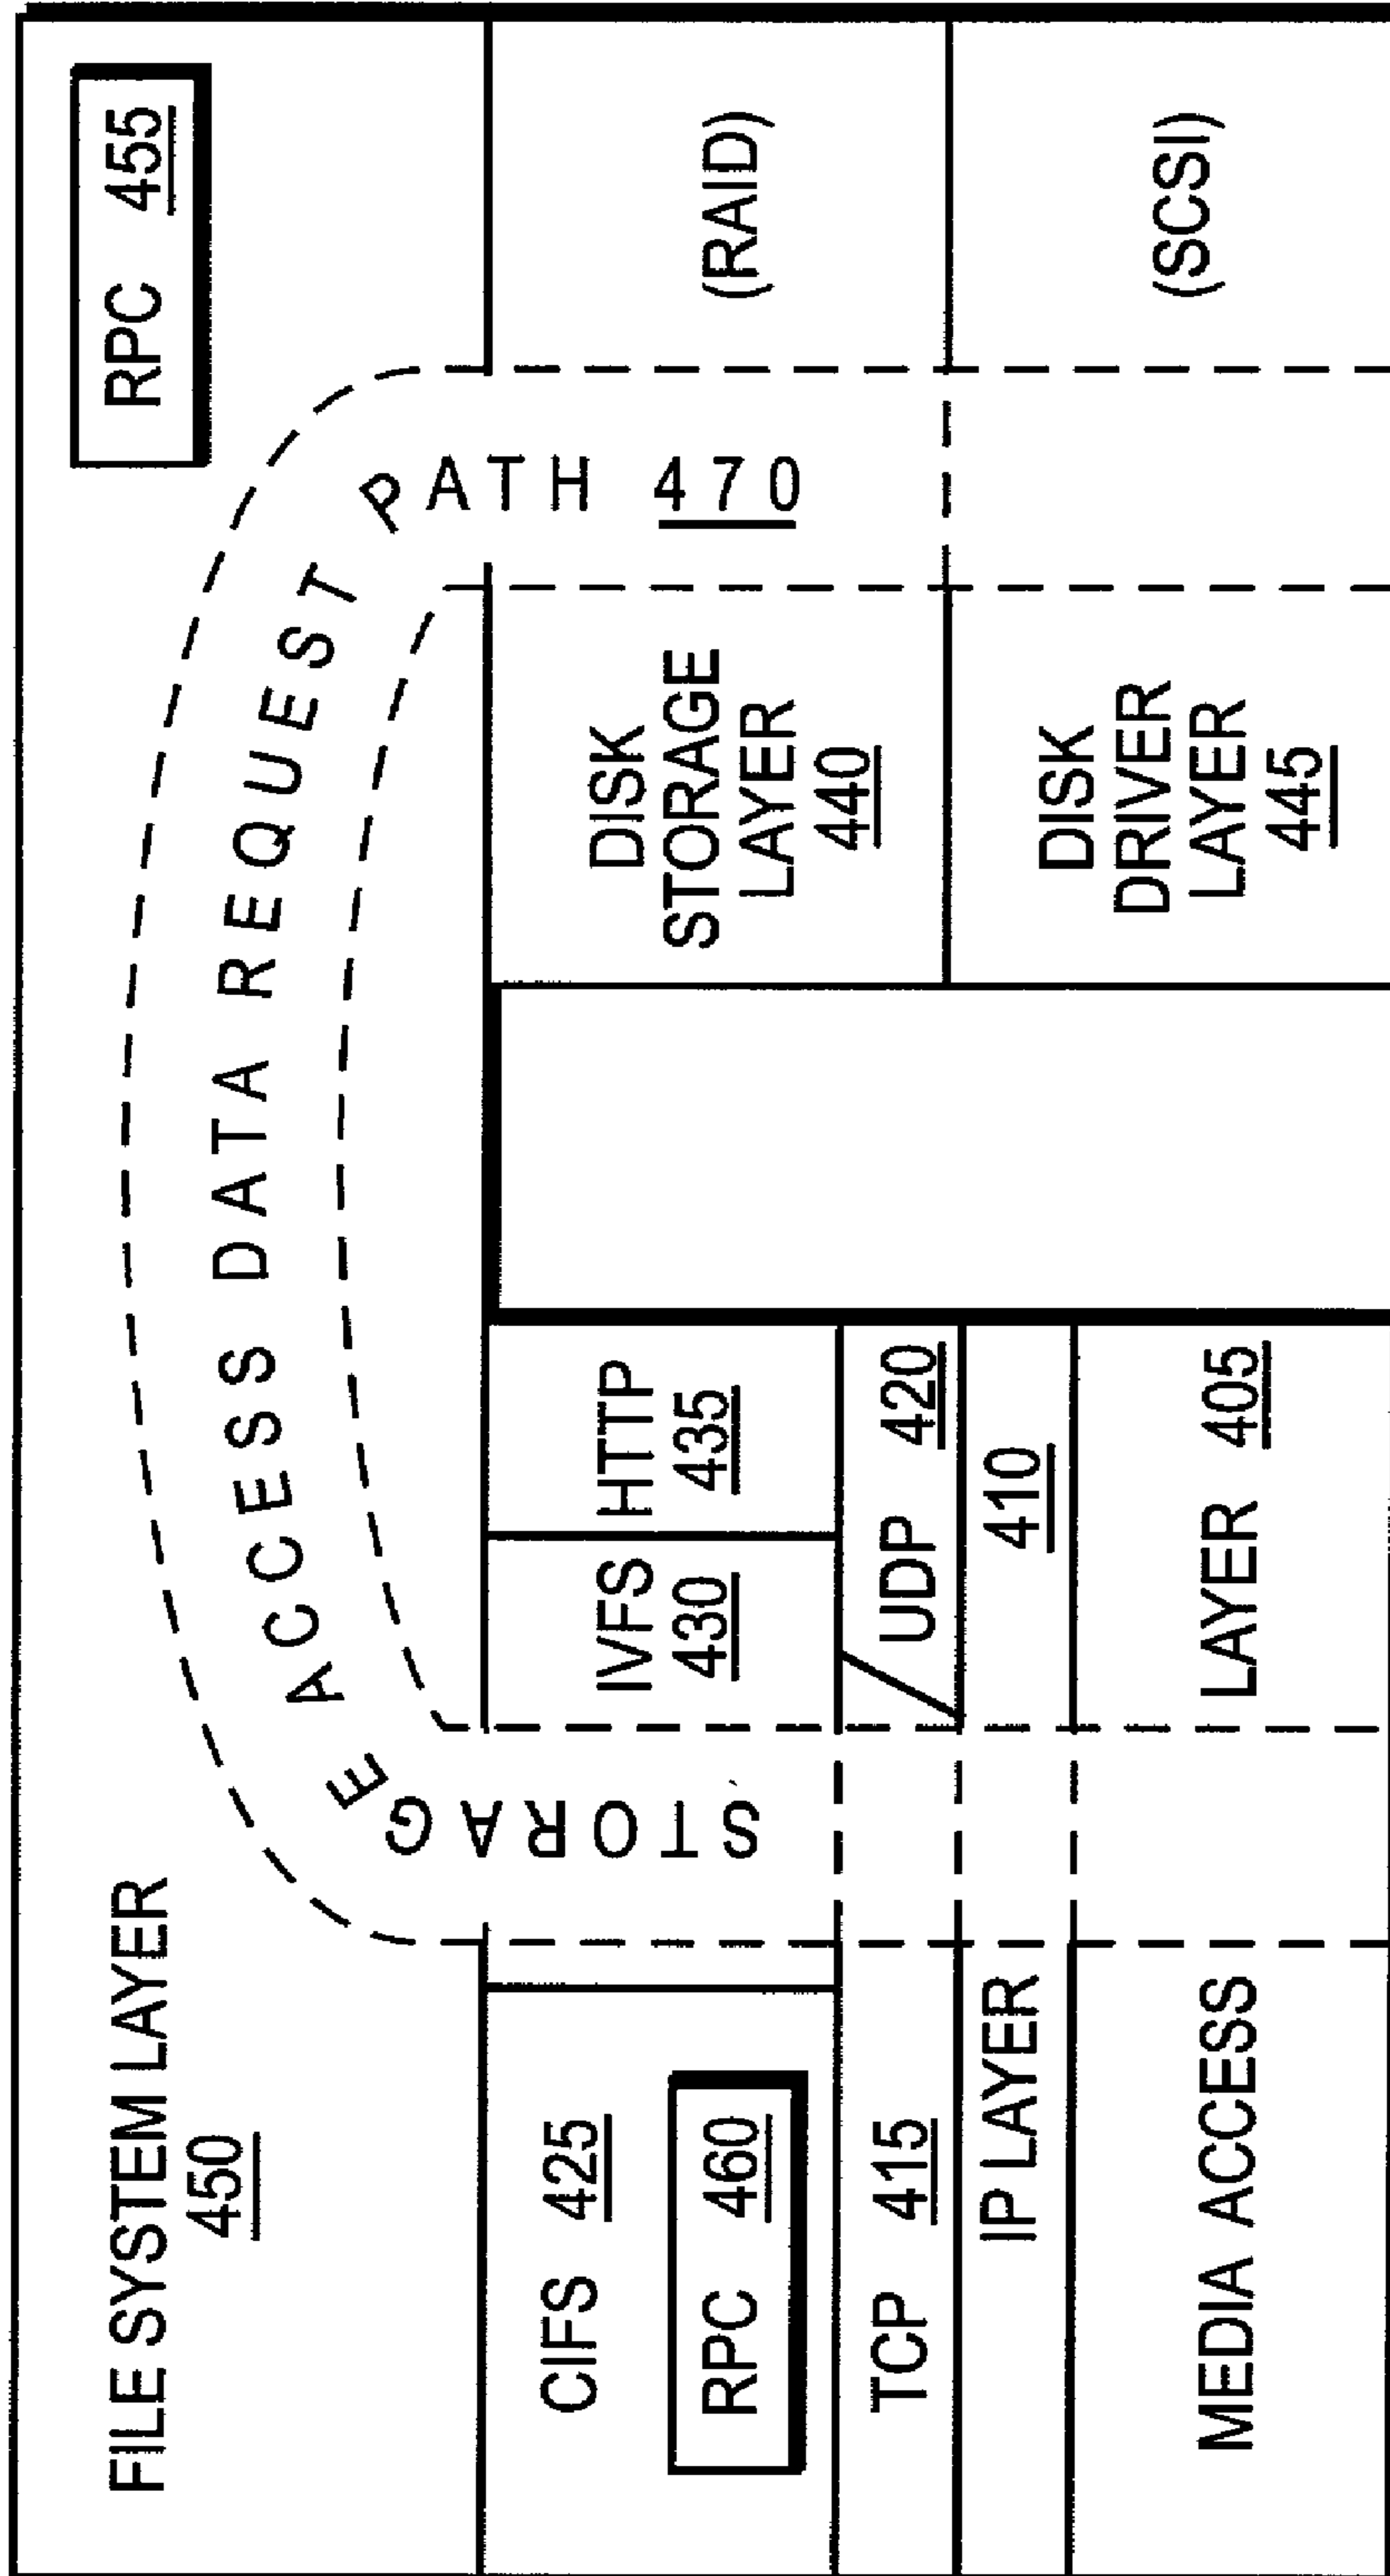 FILE SYSTEM LAYER
450
RPC 455
STORAGE ACCESS DATA REQUEST PATH 470
CIFS 425
RPC 460
IVFS
430
HTTP
435
TCP 415
UDP 420
IP LAYER 410
MEDIA ACCESS LAYER 405
DISK
STORAGE
LAYER
440
(RAID)
DISK
DRIVER
LAYER
445
(SCSI)